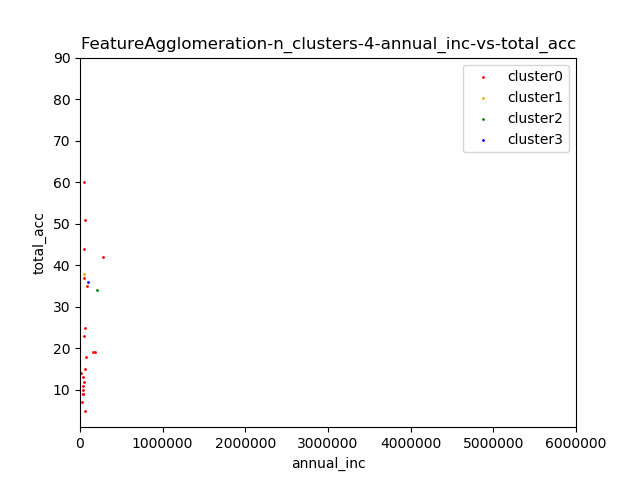 FeatureAgglomeration-n_clusters-4-annual_inc-vs-total_acc
90
80
70
60
50
40
30
20
10
total_acc
cluster0
cluster1
cluster2
cluster3
0 1000000 2000000 3000000 4000000 5000000 6000000
annual_inc